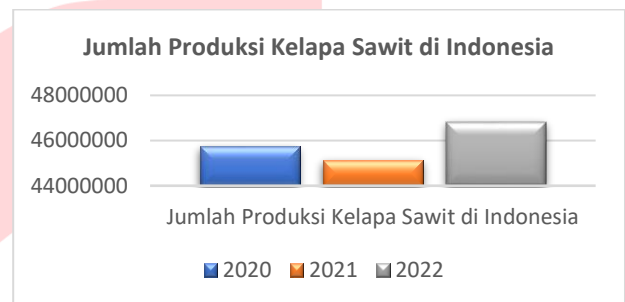 Jumlah Produksi Kelapa Sawit di Indonesia
48000000
46000000
44000000
Jumlah Produksi Kelapa Sawit di Indonesia
2020 2021 2022